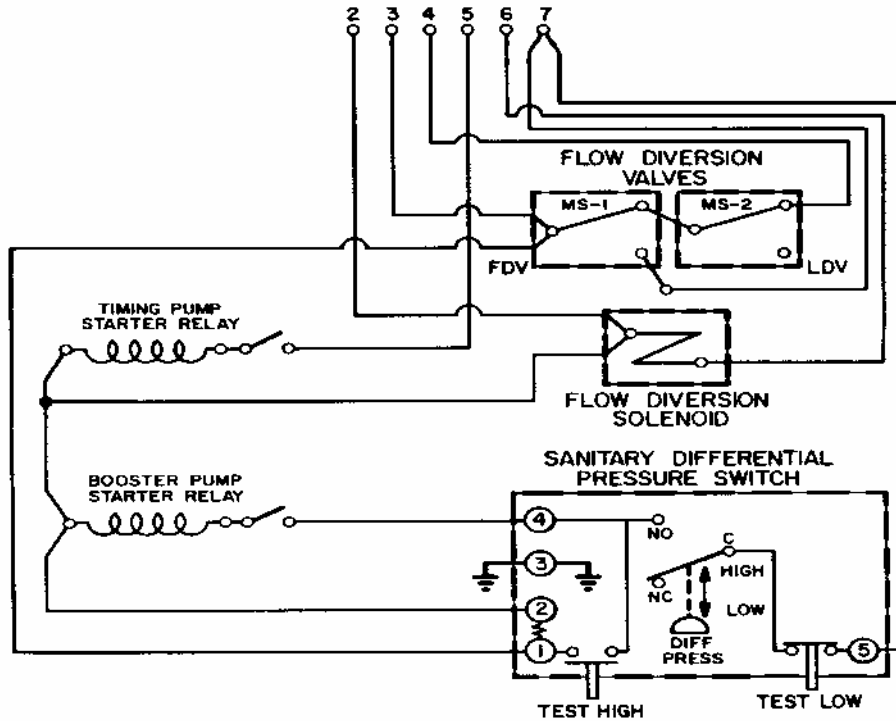 2 3 4 5 6 7
FLOW DIVERSION
VALVES
MS-1 MS-2
FDV LDV
TIMING PUMP
STARTER RELAY
FLOW DIVERSION
SOLENOID
SANITARY DIFFERENTIAL
PRESSURE SWITCH
BOOSTER PUMP
STARTER RELAY
4
NO
C
3
HIGH
NC
2
LOW
1
DIFF
PRESS
5
TEST HIGH
TEST LOW